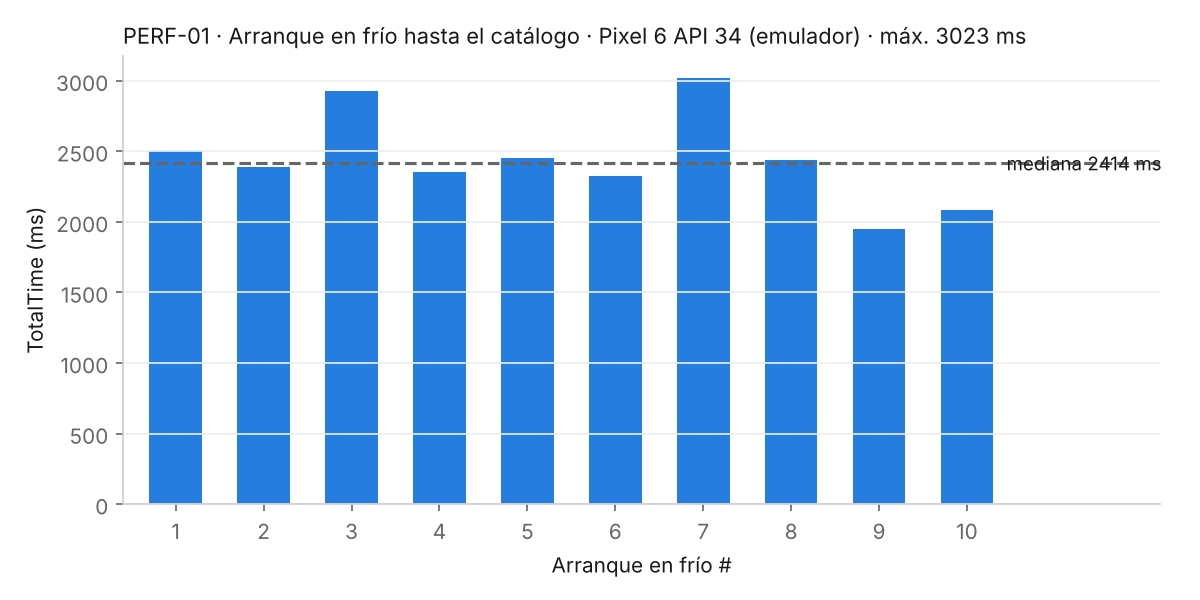 PERF-01 · Arranque en frío hasta el catálogo · Pixel 6 API 34 (emulador) · máx. 3023 ms
TotalTime (ms)
3000
2500
2000
1500
1000
500
0
mediana 2414 ms
1 2 3 4 5 6 7 8 9 10
Arranque en frío #